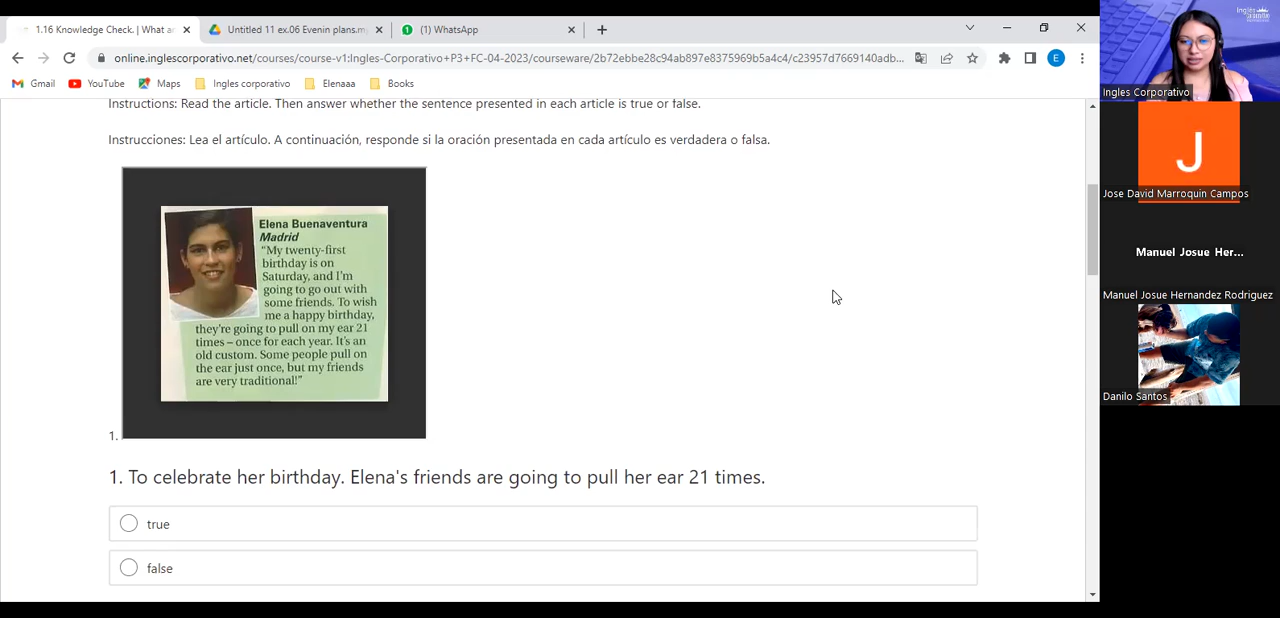 1.16 Knowledge Check. | What a
Untitled 11 ex.06 Evenin plans.m
(1) WhatsApp
online.inglescorporativo.net/courses/course-v1:Ingles-Corporativo+P3+FC-04-2023/courseware/2b72ebbe28c94ab897e8375969b5a4c4/c23957d7669140adb...
E
Gmail
YouTube
Maps
Ingles corporativo
Elenaaa
Books
Instructions: Read the article. Then answer whether the sentence presented in each article is true or false.
Instrucciones: Lea el artículo. A continuación, responde si la oración presentada en cada artículo es verdadera o falsa.
Elena Buenaventura
Madrid
"My twenty-first
birthday is on
Saturday, and I'm
going to go out with
some friends. To wish
me a happy birthday,
they're going to pull on my ear 21
times – once for each year. It's an
old custom. Some people pull on
the ear just once, but my friends
are very traditional!"
1.
1. To celebrate her birthday. Elena's friends are going to pull her ear 21 times.
true
false
Ingles Corporativo
J
Jose David Marroquín Campos
Manuel Josue Her...
Manuel Josue Hernandez Rodriguez
Danilo Santos